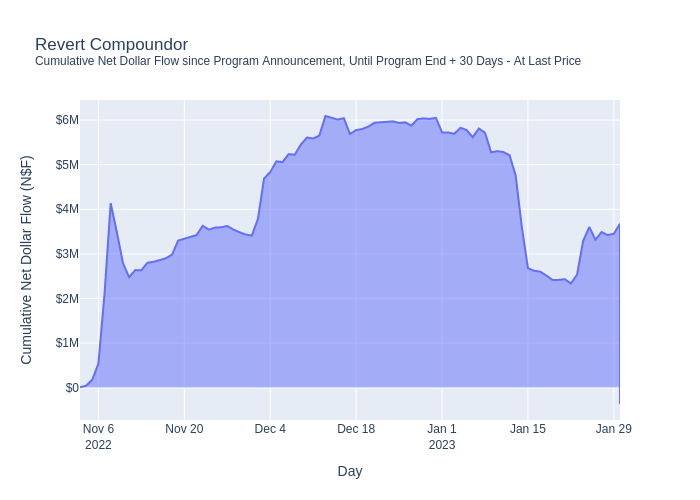 Revert Compoundor
Cumulative Net Dollar Flow since Program Announcement, Until Program End + 30 Days - At Last Price
Cumulative Net Dollar Flow (N$F)
$6M
$5M
$4M
$3M
$2M
$1M
$0
Nov 6 Nov 20 Dec 4 Dec 18 Jan 1 Jan 15 Jan 29
2022 2023
Day